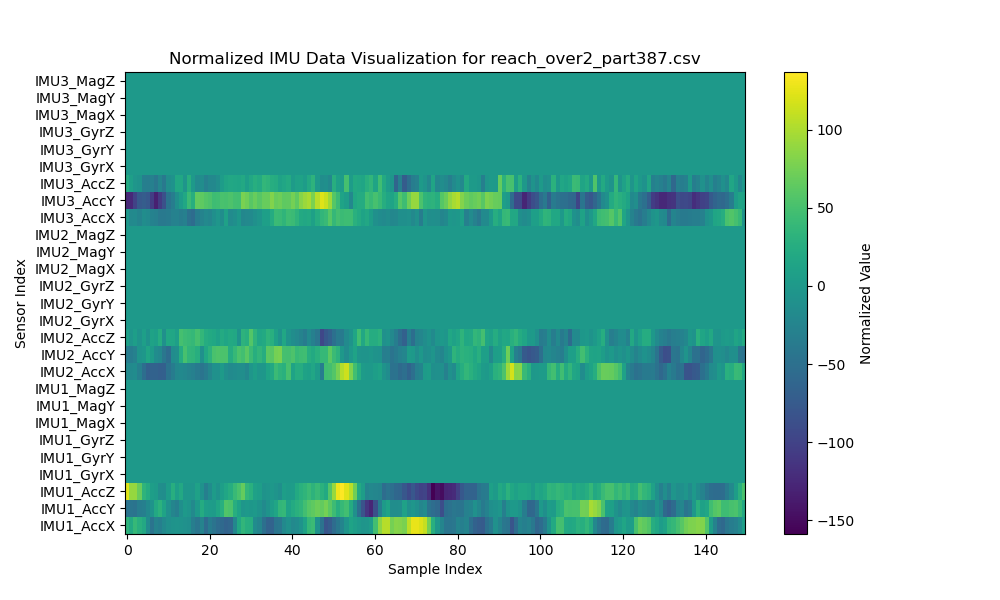 Normalized IMU Data Visualization for reach_over2_part387.csv
IMU3_MagZ
IMU3_MagY
IMU3_MagX
IMU3_GyrZ
IMU3_GyrY
IMU3_GyrX
IMU3_AccZ
IMU3_AccY
IMU3_AccX
IMU2_MagZ
IMU2_MagY
IMU2_MagX
IMU2_GyrZ
IMU2_GyrY
IMU2_GyrX
IMU2_AccZ
IMU2_AccY
IMU2_AccX
IMU1_MagZ
IMU1_MagY
IMU1_MagX
IMU1_GyrZ
IMU1_GyrY
IMU1_GyrX
IMU1_AccZ
IMU1_AccY
IMU1_AccX
Sensor Index
0 20 40 60 80 100 120 140
Sample Index
100
50
0
−50
−100
−150
Normalized Value